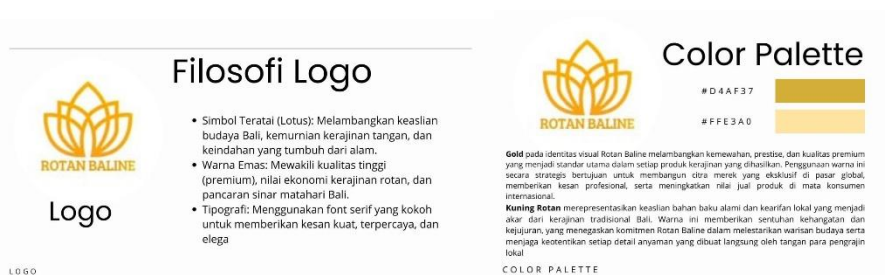 Filosofi Logo
ROTAN BALINE
Logo
• Simbol Teratai (Lotus): Melambangkan keaslian
budaya Bali, kemurnian kerajinan tangan, dan
keindahan yang tumbuh dari alam.
• Warna Emas: Mewakili kualitas tinggi
(premium), nilai ekonomi kerajinan rotan, dan
pancaran sinar matahari Bali.
• Tipografi: Menggunakan font serif yang kokoh
untuk memberikan kesan kuat, terpercaya, dan
elega
LOGO
Color Palette
ROTAN BALINE
#D4AF37
#FFE3A0
Gold pada identitas visual Rotan Baline melambangkan kemewahan, prestise, dan kualitas premium
yang menjadi standar utama dalam setiap produk kerajinan yang dihasilkan. Penggunaan warna ini
secara strategis bertujuan untuk membangun citra merek yang eksklusif di pasar global,
memberikan kesan profesional, serta meningkatkan nilai jual produk di mata konsumen
internasional.
Kuning Rotan merepresentasikan keaslian bahan baku alami dan kearifan lokal yang menjadi
akar dari kerajinan tradisional Bali. Warna ini memberikan sentuhan kehangatan dan
kejujuran, yang menegaskan komitmen Rotan Baline dalam melestarikan warisan budaya serta
menjaga keotentikan setiap detail anyaman yang dibuat langsung oleh tangan para pengrajin
lokal
COLOR PALETTE